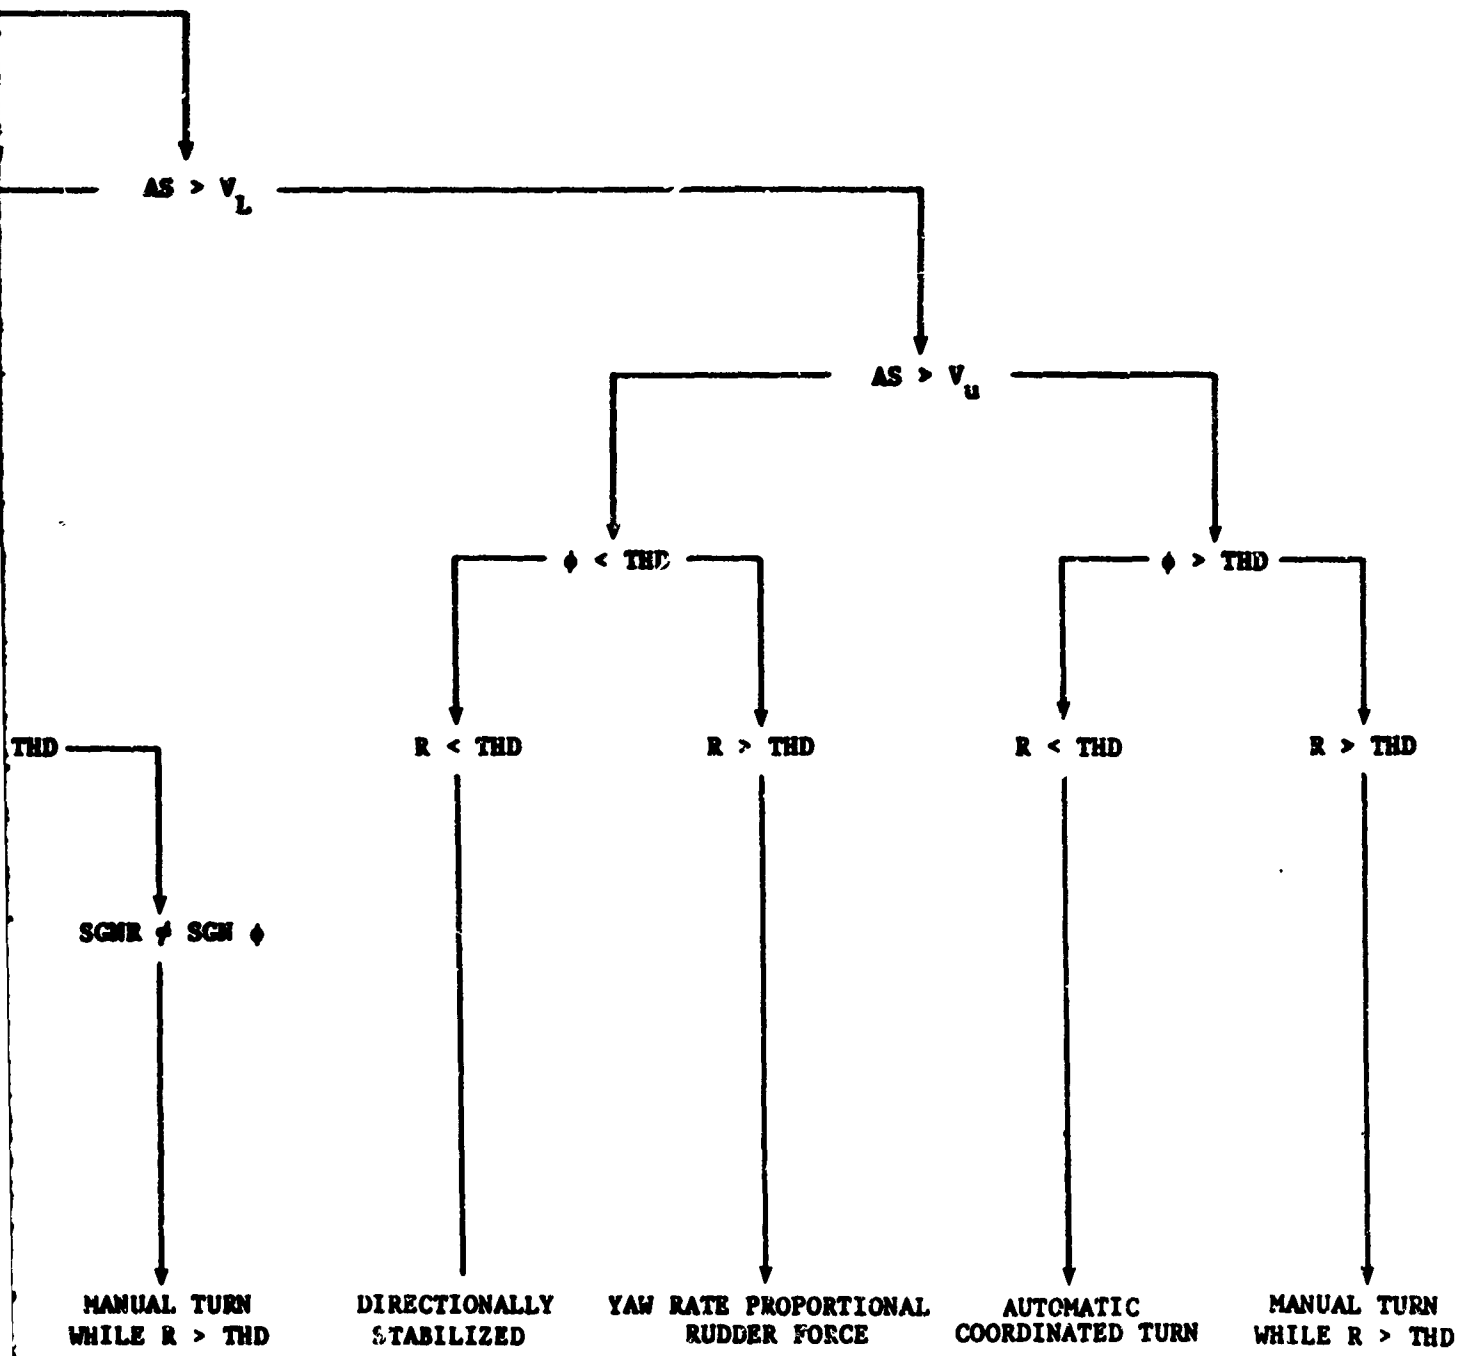 AS > V_L
AS > V_u
ϕ < THD
ϕ > THD
THD
R < THD
R > THD
R < THD
R > THD
SGNR ≠ SGN ϕ
MANUAL TURN
WHILE R > THD
DIRECTIONALLY
STABILIZED
YAW RATE PROPORTIONAL
RUDDER FORCE
AUTOMATIC
COORDINATED TURN
MANUAL TURN
WHILE R > THD